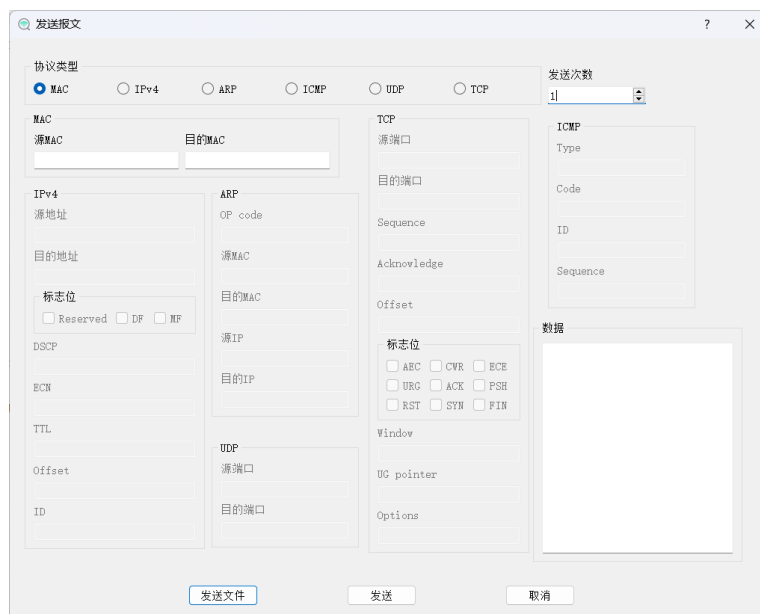 发送报文
?
协议类型
MAC
IPv4
ARP
ICMP
UDP
TCP
发送次数
1
MAC
源MAC
目的MAC
IPv4
源地址
目的地址
标志位
Reserved
DF
MF
DSCP
ECN
TTL
Offset
ID
ARP
OP code
源MAC
目的MAC
源IP
目的IP
UDP
源端口
目的端口
TCP
源端口
目的端口
Sequence
Acknowledge
Offset
标志位
AEC
CWR
ECE
URG
ACK
PSH
RST
SYN
FIN
Window
UG pointer
Options
ICMP
Type
Code
ID
Sequence
数据
发送文件
发送
取消